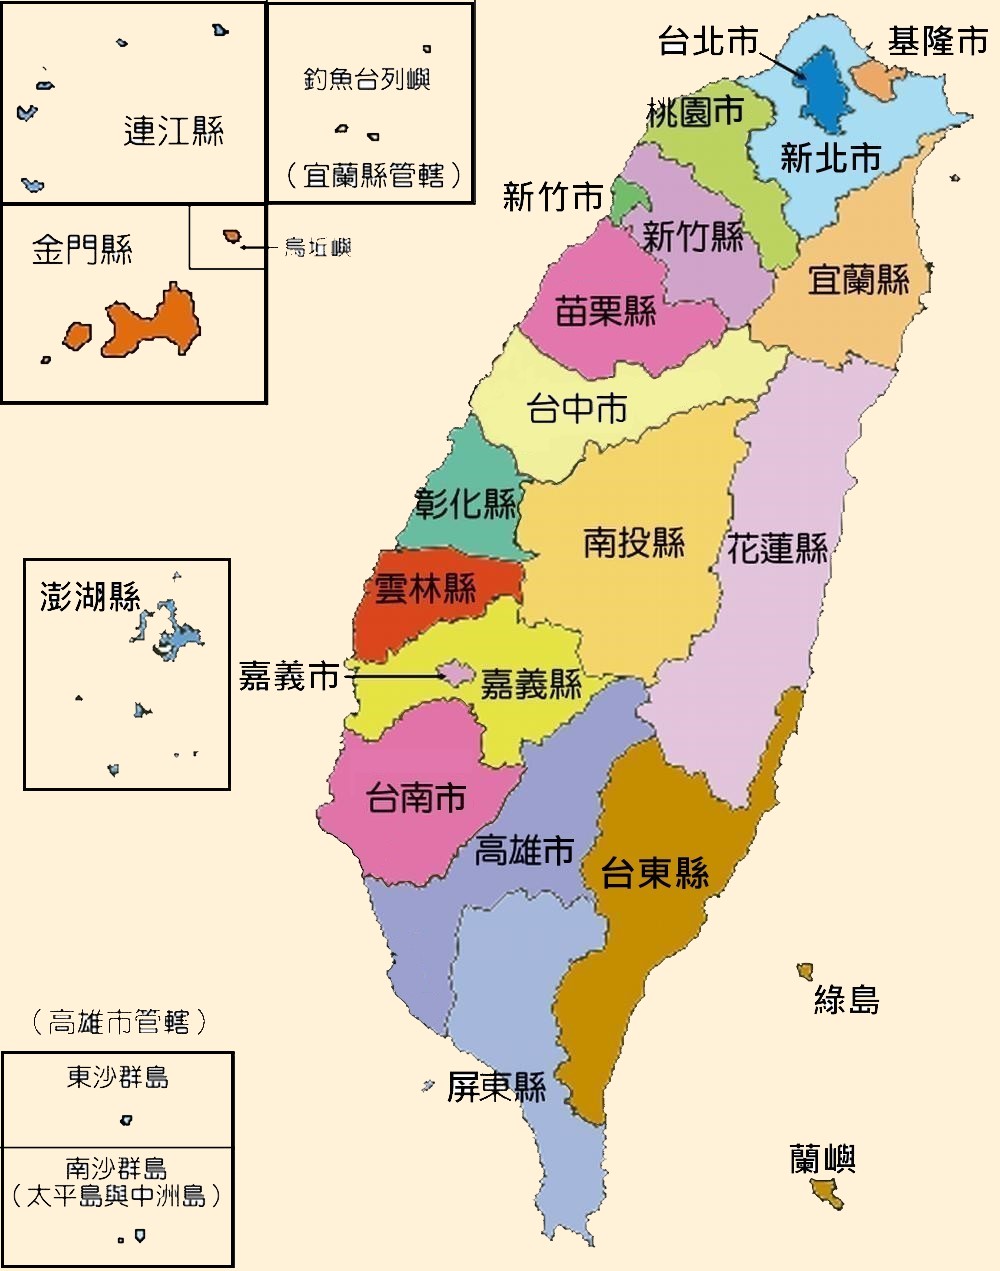 台北市
基隆市
釣魚台列嶼
桃園市
連江縣
新北市
（宜蘭縣管轄）
新竹市
新竹縣
金門縣
烏坵嶼
宜蘭縣
苗栗縣
台中市
彰化縣
南投縣
花蓮縣
雲林縣
澎湖縣
嘉義市
嘉義縣
台南市
高雄市
台東縣
綠島
（高雄市管轄）
東沙群島
屏東縣
蘭嶼
南沙群島
（太平島與中洲島）